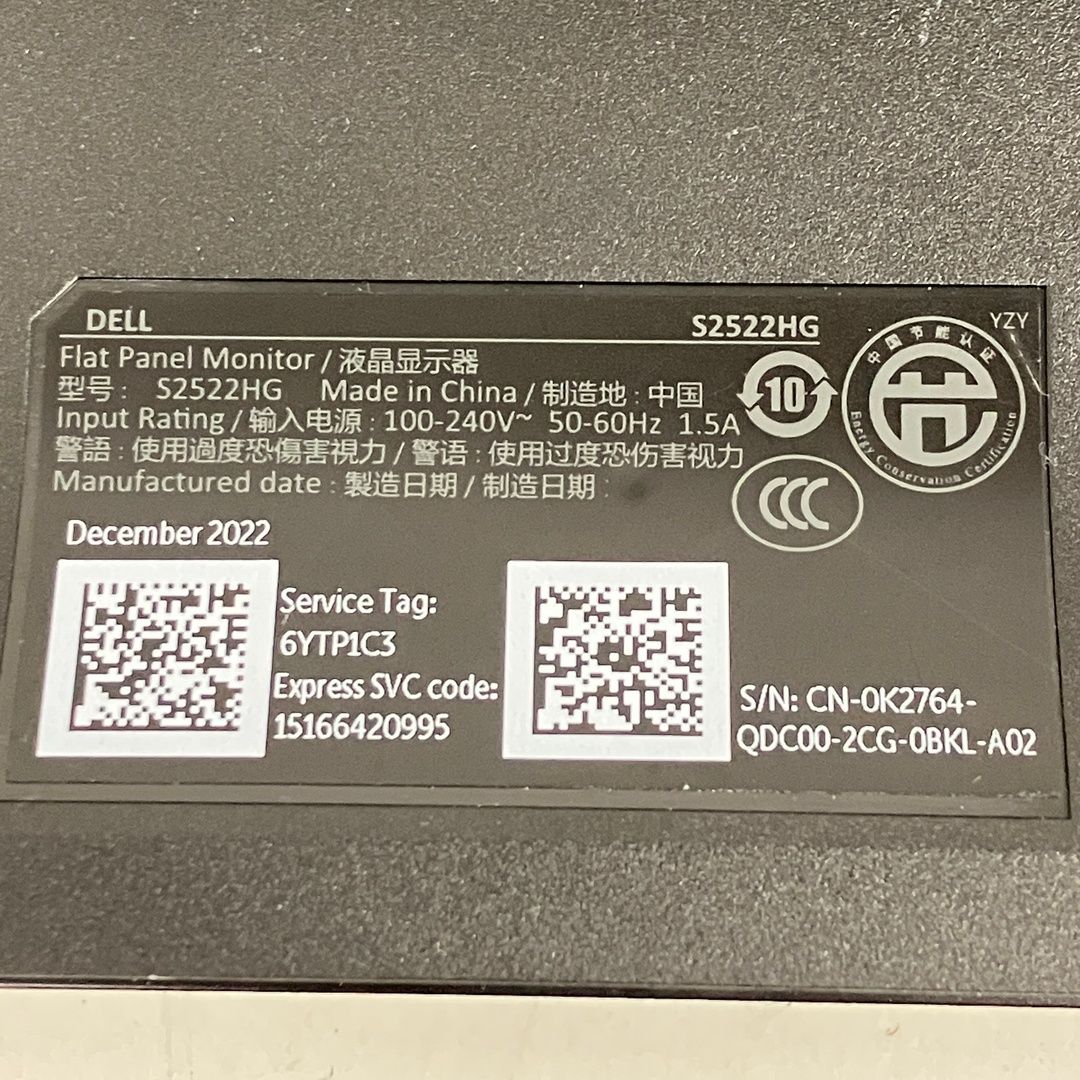 DELL S2522HG
Flat Panel Monitor / 液晶显示器
型号: S2522HG Made in China / 制造地 : 中国
Input Rating / 输入电源 : 100-240V~ 50-60Hz 1.5A
警語 : 使用過度恐傷害視力 / 警语 : 使用过度恐伤害视力
Manufactured date : 製造日期 / 制造日期 :
10
CCC
中国节能认证
节
Energy Conservation Certification
YZY
December 2022
Service Tag:
6YTP1C3
Express SVC code:
15166420995
S/N: CN-0K2764-
QDC00-2CG-0BKL-A02